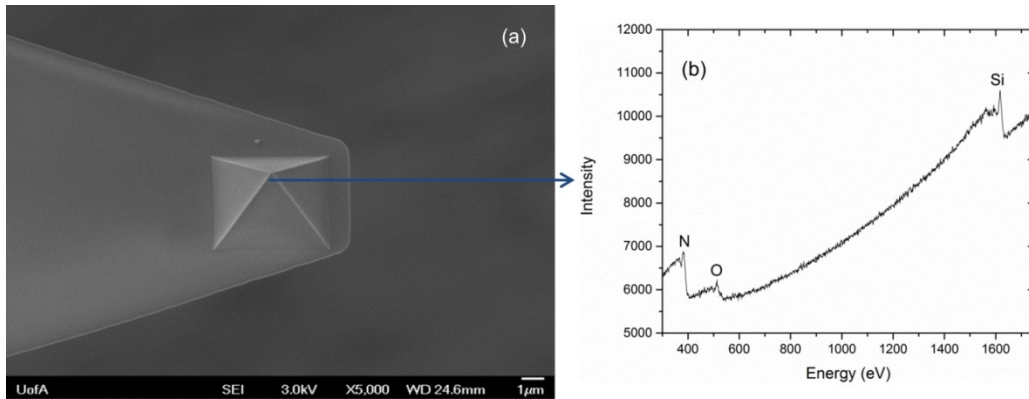 (a)
UofA SEI 3.0kV X5,000 WD 24.6mm 1μm
(b)
12000
11000
10000
9000
8000
7000
6000
5000
Intensity
N
O
Si
400 600 800 1000 1200 1400 1600
Energy (eV)